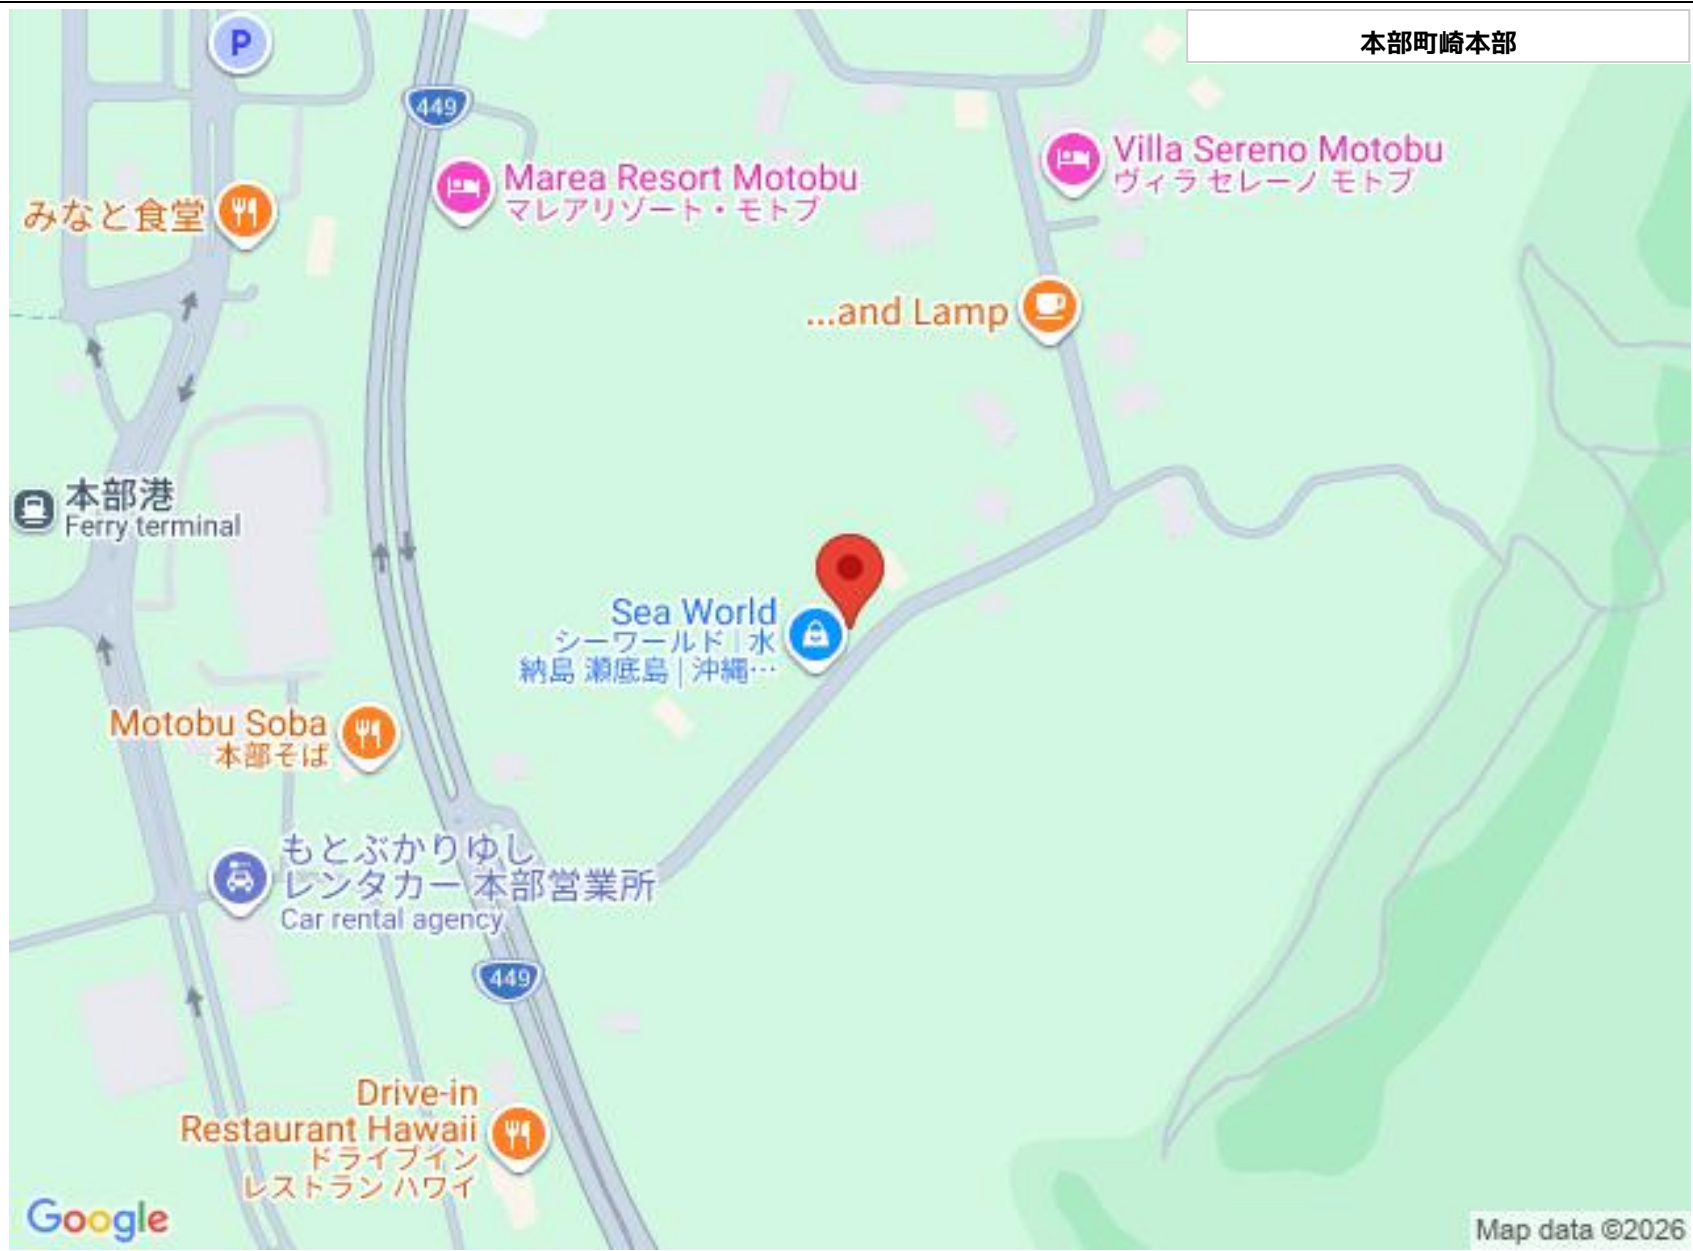 本部町崎本部
P
449
Marea Resort Motobu
マレアリゾート・モトブ
Villa Sereno Motobu
ヴィラ セレーノ モトブ
みなと食堂
...and Lamp
本部港
Ferry terminal
Sea World
シーワールド | 水
納島 瀬底島 | 沖縄…
Motobu Soba
本部そば
もとぶかりゆし
レンタカー 本部営業所
Car rental agency
449
Drive-in
Restaurant Hawaii
ドライブイン
レストラン ハワイ
Google
Map data ©2026